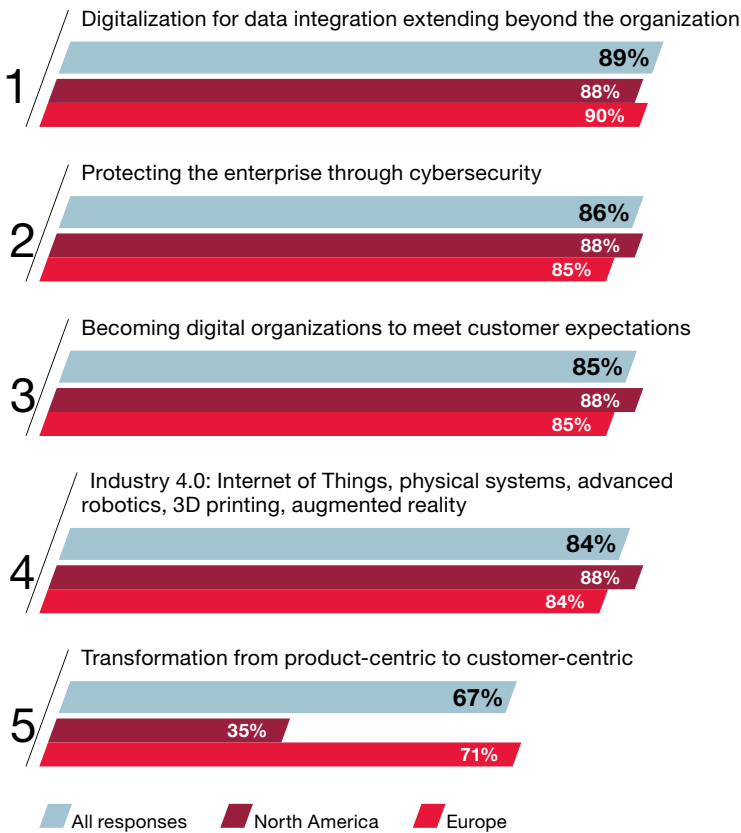 Digitalization for data integration extending beyond the organization
1
89%
88%
90%
Protecting the enterprise through cybersecurity
2
86%
88%
85%
Becoming digital organizations to meet customer expectations
3
85%
88%
85%
Industry 4.0: Internet of Things, physical systems, advanced
robotics, 3D printing, augmented reality
4
84%
88%
84%
Transformation from product-centric to customer-centric
5
67%
35%
71%
All responses North America Europe